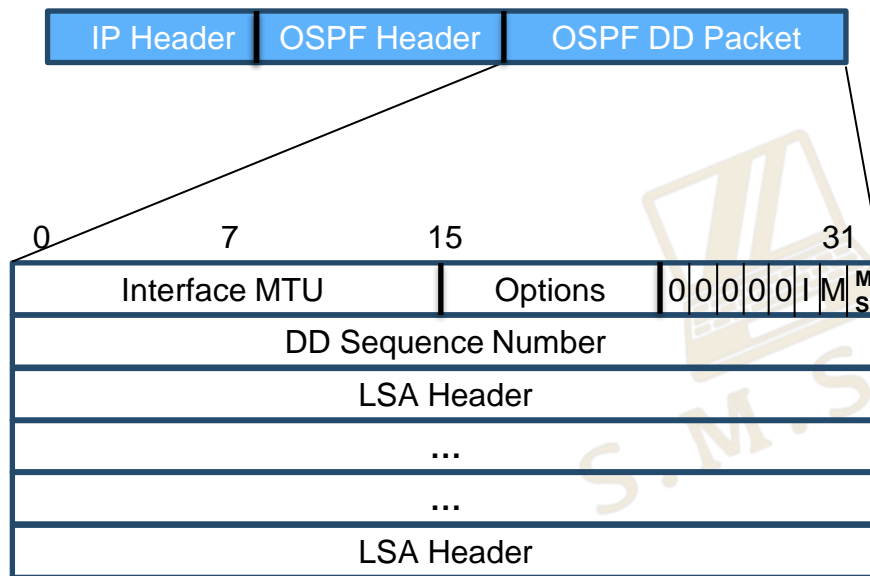 IP Header OSPF Header OSPF DD Packet
0 7 15 31
Interface MTU Options 0 0 0 0 0 I M M
S
DD Sequence Number
LSA Header
...
...
LSA Header
S.M.S